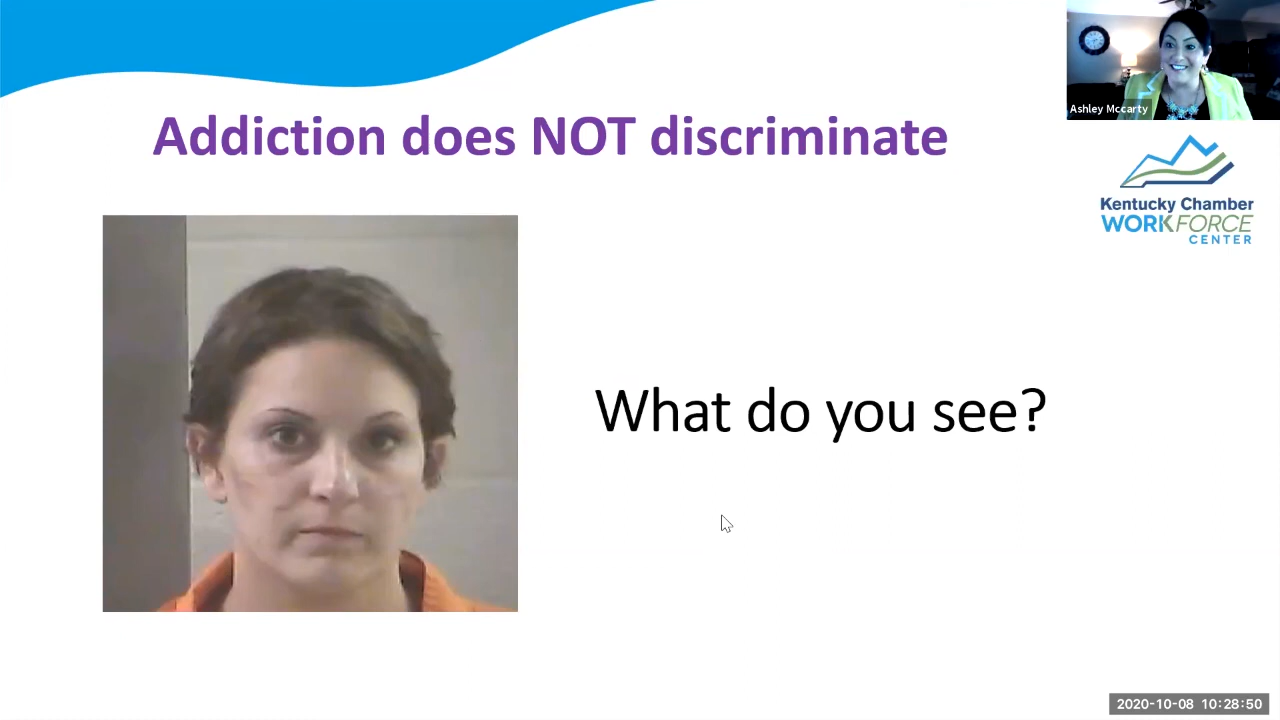 Ashley Mccarty
Addiction does NOT discriminate
Kentucky Chamber
WORKFORCE
CENTER
What do you see?
2020-10-08 10:28:50